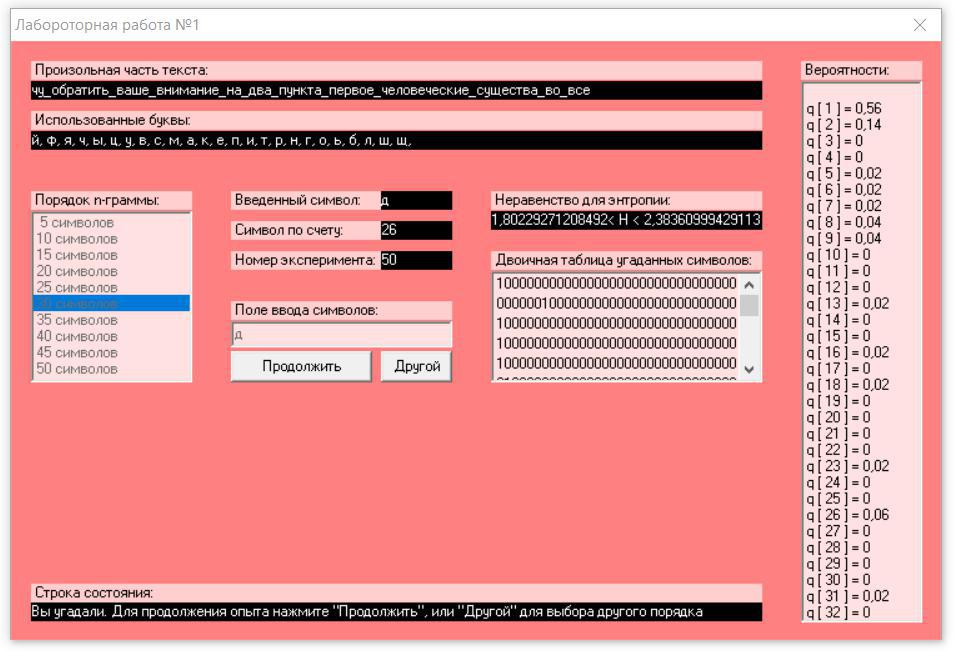 Лабороторная работа №1
Произольная часть текста:
чу_обратить_ваше_внимание_на_два_пункта_первое_человеческие_существа_во_все
Использованные буквы:
й, ф, я, ч, ы, ц, у, в, с, м, а, к, е, п, и, т, р, н, г, о, ь, б, л, ш, щ,
Порядок n-граммы:
5 символов
10 символов
15 символов
20 символов
25 символов
30 символов
35 символов
40 символов
45 символов
50 символов
Введенный символ: д
Символ по счету: 26
Номер эксперимента: 50
Поле ввода символов:
д
Продолжить
Другой
Неравенство для энтропии:
1,80229271208492< H < 2,38360999429113
Двоичная таблица угаданных символов:
10000000000000000000000000000000
00000010000000000000000000000000
10000000000000000000000000000000
10000000000000000000000000000000
10000000000000000000000000000000
Строка состояния:
Вы угадали. Для продолжения опыта нажмите "Продолжить", или "Другой" для выбора другого порядка
Вероятности:
q [ 1 ] = 0,56
q [ 2 ] = 0,14
q [ 3 ] = 0
q [ 4 ] = 0
q [ 5 ] = 0,02
q [ 6 ] = 0,02
q [ 7 ] = 0,02
q [ 8 ] = 0,04
q [ 9 ] = 0,04
q [ 10 ] = 0
q [ 11 ] = 0
q [ 12 ] = 0
q [ 13 ] = 0,02
q [ 14 ] = 0
q [ 15 ] = 0
q [ 16 ] = 0,02
q [ 17 ] = 0
q [ 18 ] = 0,02
q [ 19 ] = 0
q [ 20 ] = 0
q [ 21 ] = 0
q [ 22 ] = 0
q [ 23 ] = 0,02
q [ 24 ] = 0
q [ 25 ] = 0
q [ 26 ] = 0,06
q [ 27 ] = 0
q [ 28 ] = 0
q [ 29 ] = 0
q [ 30 ] = 0
q [ 31 ] = 0,02
q [ 32 ] = 0